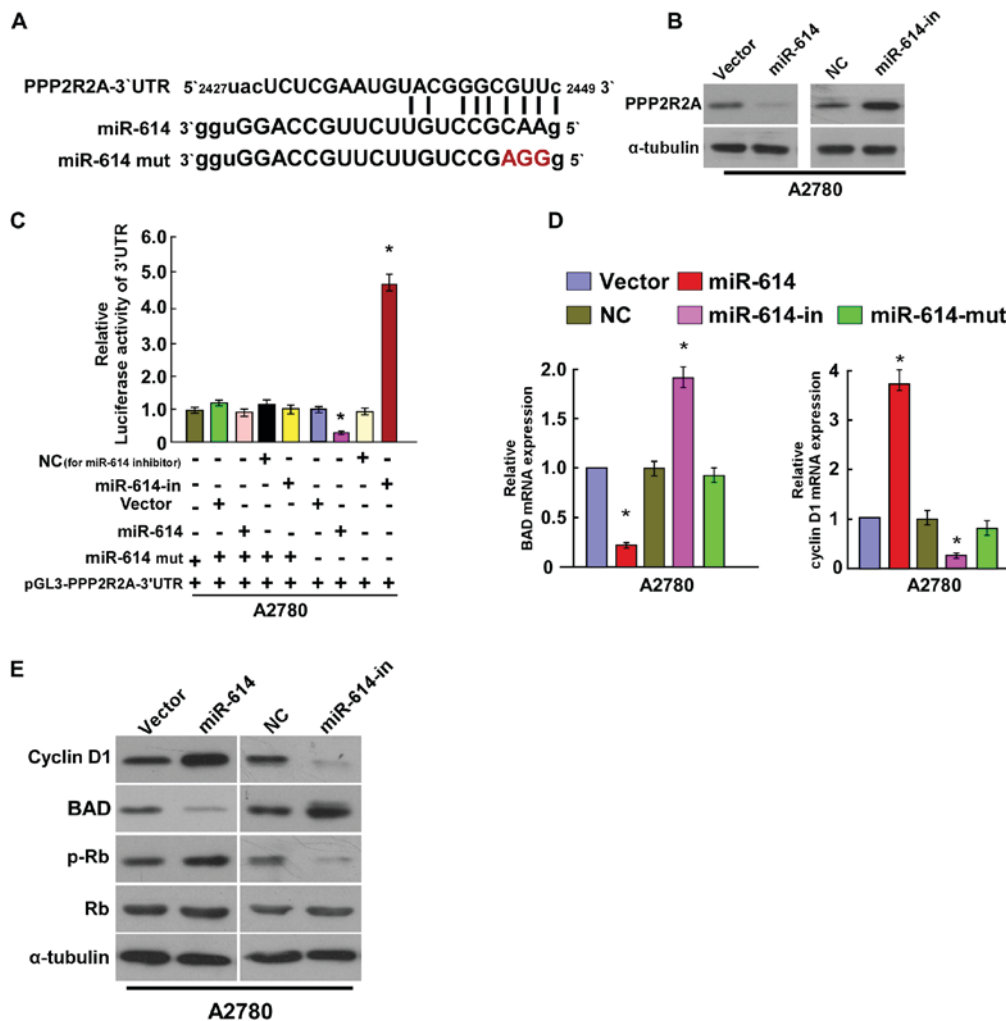 A
PPP2R2A-3`UTR 5`2427uacUCUCGAAUGUACGGGCGUUc 2449 3`
miR-614 3`gguGGACCGUUCUUGUCCGCAAg 5`
miR-614 mut 3`gguGGACCGUUCUUGUCCGAGGg 5`
B
Vector miR-614 NC miR-614-in
PPP2R2A
α-tubulin
A2780
C
Relative
Luciferase activity of 3'UTR
6.0
5.0
4.0
3.0
2.0
1.0
0
*
*
NC(for miR-614 inhibitor) - - - + - - - + -
miR-614-in - - - - + - - - +
Vector - + - - - + - - -
miR-614 - - + - - - + - -
miR-614 mut + + + + + - - - -
pGL3-PPP2R2A-3'UTR + + + + + + + + +
A2780
D
Vector miR-614
NC miR-614-in miR-614-mut
Relative
BAD mRNA expression
2.0
1.0
0.0
*
*
A2780
Relative
cyclin D1 mRNA expression
4
3
2
1
0
*
*
A2780
E
Vector miR-614 NC miR-614-in
Cyclin D1
BAD
p-Rb
Rb
α-tubulin
A2780